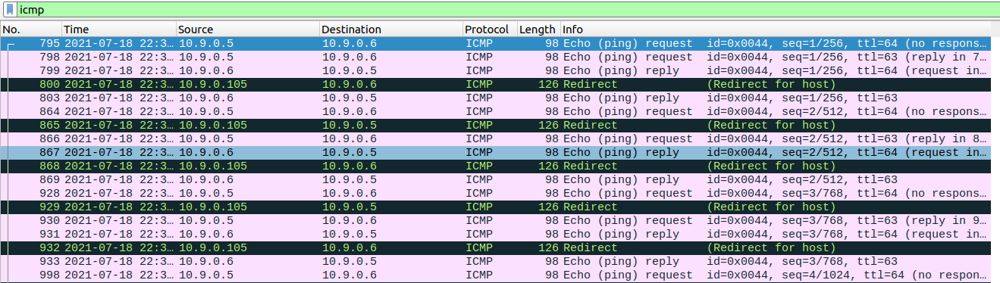 icmp
No. Time Source Destination Protocol Length Info
795 2021-07-18 22:3… 10.9.0.5 10.9.0.6 ICMP 98 Echo (ping) request id=0x0044, seq=1/256, ttl=64 (no respons…
798 2021-07-18 22:3… 10.9.0.5 10.9.0.6 ICMP 98 Echo (ping) request id=0x0044, seq=1/256, ttl=63 (reply in 7…
799 2021-07-18 22:3… 10.9.0.6 10.9.0.5 ICMP 98 Echo (ping) reply id=0x0044, seq=1/256, ttl=64 (request in…
800 2021-07-18 22:3… 10.9.0.105 10.9.0.6 ICMP 126 Redirect (Redirect for host)
803 2021-07-18 22:3… 10.9.0.6 10.9.0.5 ICMP 98 Echo (ping) reply id=0x0044, seq=1/256, ttl=63
864 2021-07-18 22:3… 10.9.0.5 10.9.0.6 ICMP 98 Echo (ping) request id=0x0044, seq=2/512, ttl=64 (no respons…
865 2021-07-18 22:3… 10.9.0.105 10.9.0.5 ICMP 126 Redirect (Redirect for host)
866 2021-07-18 22:3… 10.9.0.5 10.9.0.6 ICMP 98 Echo (ping) request id=0x0044, seq=2/512, ttl=63 (reply in 8…
867 2021-07-18 22:3… 10.9.0.6 10.9.0.5 ICMP 98 Echo (ping) reply id=0x0044, seq=2/512, ttl=64 (request in…
868 2021-07-18 22:3… 10.9.0.105 10.9.0.6 ICMP 126 Redirect (Redirect for host)
869 2021-07-18 22:3… 10.9.0.6 10.9.0.5 ICMP 98 Echo (ping) reply id=0x0044, seq=2/512, ttl=63
928 2021-07-18 22:3… 10.9.0.5 10.9.0.6 ICMP 98 Echo (ping) request id=0x0044, seq=3/768, ttl=64 (no respons…
929 2021-07-18 22:3… 10.9.0.105 10.9.0.5 ICMP 126 Redirect (Redirect for host)
930 2021-07-18 22:3… 10.9.0.5 10.9.0.6 ICMP 98 Echo (ping) request id=0x0044, seq=3/768, ttl=63 (reply in 9…
931 2021-07-18 22:3… 10.9.0.6 10.9.0.5 ICMP 98 Echo (ping) reply id=0x0044, seq=3/768, ttl=64 (request in…
932 2021-07-18 22:3… 10.9.0.105 10.9.0.6 ICMP 126 Redirect (Redirect for host)
933 2021-07-18 22:3… 10.9.0.6 10.9.0.5 ICMP 98 Echo (ping) reply id=0x0044, seq=3/768, ttl=63
998 2021-07-18 22:3… 10.9.0.5 10.9.0.6 ICMP 98 Echo (ping) request id=0x0044, seq=4/1024, ttl=64 (no respon…